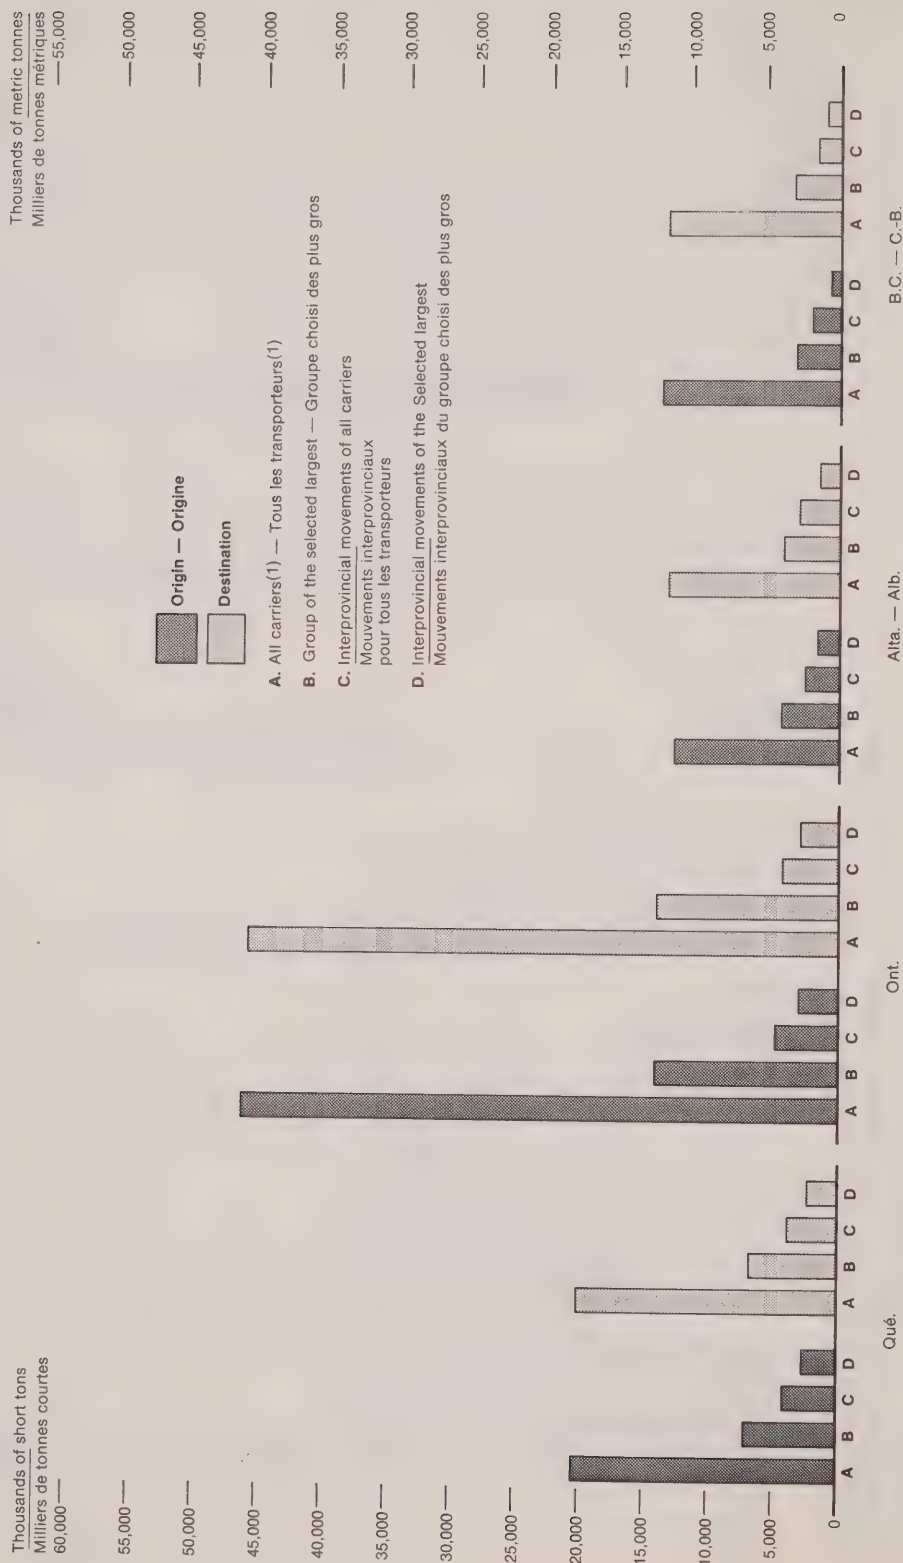 Thousands of short tons
Milliers de tonnes courtes
60,000
55,000
50,000
45,000
40,000
35,000
30,000
25,000
20,000
15,000
10,000
5,000
0
Thousands of metric tonnes
Milliers de tonnes métriques
55,000
50,000
45,000
40,000
35,000
30,000
25,000
20,000
15,000
10,000
5,000
0
Origin — Origine
Destination
A. All carriers(1) — Tous les transporteurs(1)
B. Group of the selected largest — Groupe choisi des plus gros
C. Interprovincial movements of all carriers
Mouvements interprovinciaux
pour tous les transporteurs
D. Interprovincial movements of the Selected largest
Mouvements interprovinciaux du groupe choisi des plus gros
A B C D A B C D
A B C D A B C D
A B C D A B C D
A B C D A B C D
Qué.
Ont.
Alta. — Alb.
B.C. — C.-B.